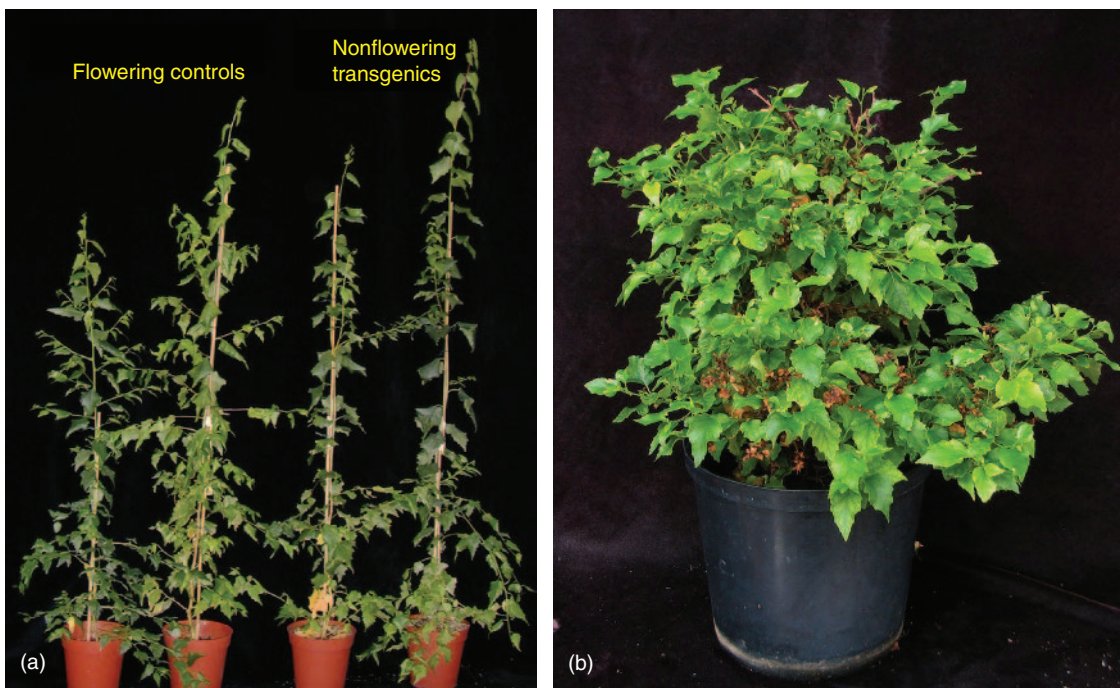 Flowering controls
Nonflowering
transgenics
(a)
(b)